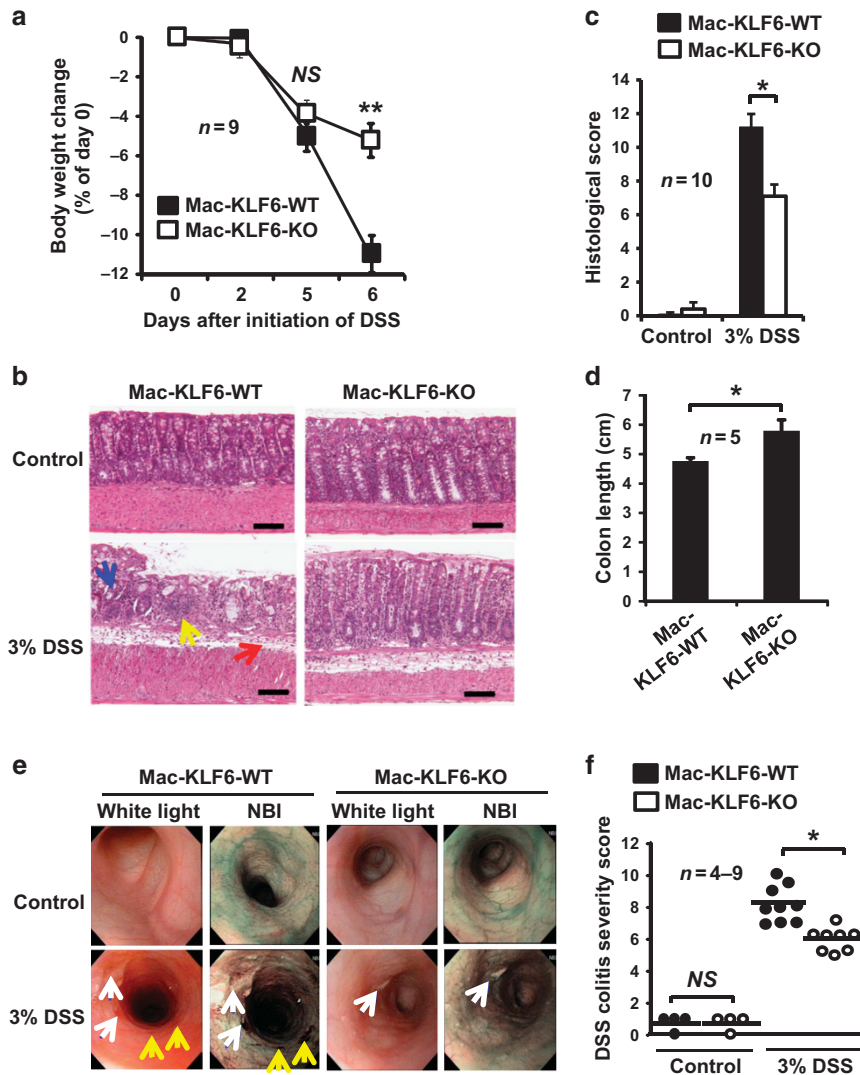 a
0
–2
–4
–6
–8
–10
–12
Body weight change
(% of day 0)
NS
**
n = 9
Mac-KLF6-WT
Mac-KLF6-KO
0 2 5 6
Days after initiation of DSS
c
Mac-KLF6-WT
Mac-KLF6-KO
14
12
10
8
6
4
2
0
Histological score
*
n = 10
Control 3% DSS
b
Mac-KLF6-WT Mac-KLF6-KO
Control
3% DSS
d
7
6
5
4
3
2
1
0
Colon length (cm)
*
n = 5
Mac-
KLF6-WT
Mac-
KLF6-KO
e
Mac-KLF6-WT Mac-KLF6-KO
White light NBI White light NBI
Control
3% DSS
f
Mac-KLF6-WT
Mac-KLF6-KO
12
10
8
6
4
2
0
DSS colitis severity score
n = 4–9
*
NS
Control 3% DSS